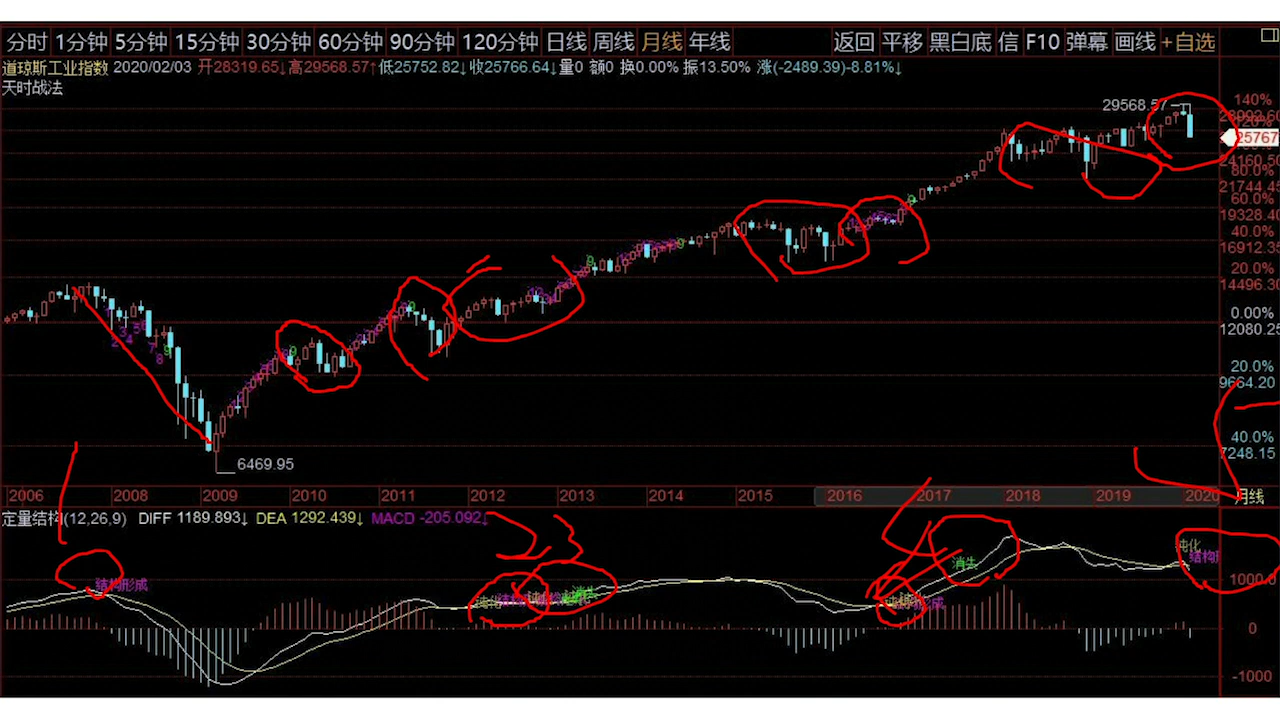 分时 1分钟 5分钟 15分钟 30分钟 60分钟 90分钟 120分钟 日线 周线 月线 年线 返回 平移 黑白底 信 F10 弹幕 画线 +自选
道琼斯工业指数 2020/02/03 开28319.65↓高29568.57↑低25752.82↓收25766.64↓量0 额0 换0.00% 振13.50% 涨(-2489.39)-8.81%↓
天时战法
140%
29568.57
25767
24160.50
80.0%
21744.45
60.0%
19328.40
40.0%
16912.35
20.0%
14496.30
0.00%
12080.25
20.0%
9664.20
40.0%
7248.15
6469.95
2006 2008 2009 2010 2011 2012 2013 2014 2015 2016 2017 2018 2019 2020 月线
定量结构(12,26,9) DIFF 1189.893↓ DEA 1292.439↓ MACD -205.092↓
2 3
消失
钝化
结构形成
结构形成
1000.0
钝化
消失
0
-1000